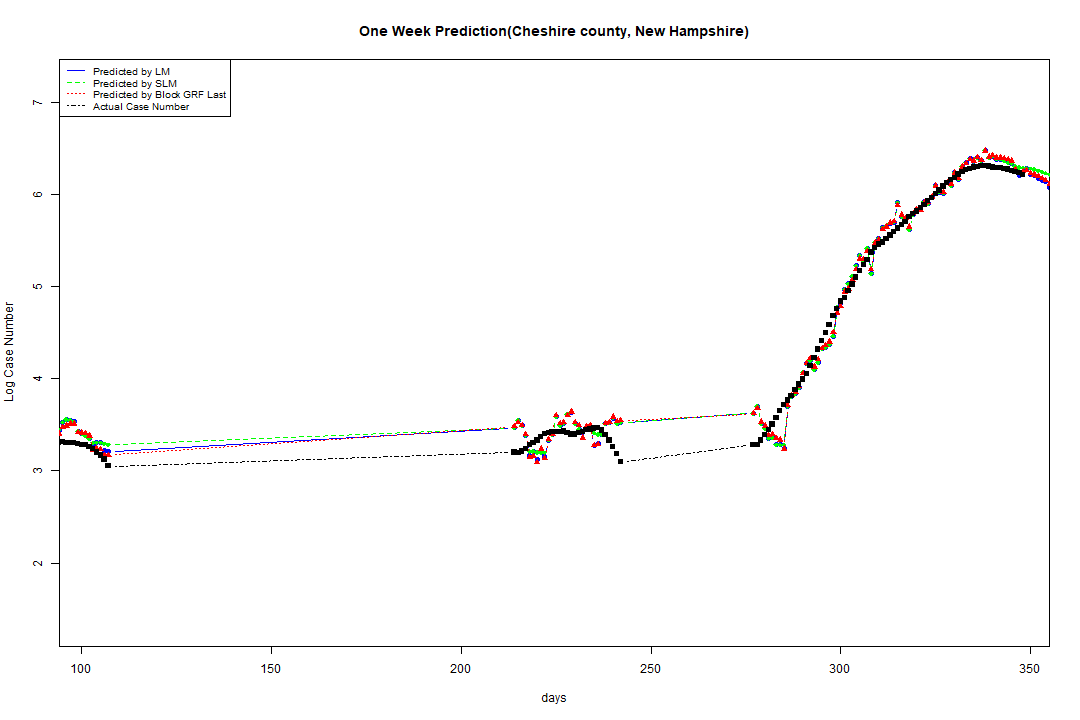 One Week Prediction(Cheshire county, New Hampshire)
Predicted by LM
Predicted by SLM
Predicted by Block GRF Last
Actual Case Number
7
6
5
4
3
2
Log Case Number
100 150 200 250 300 350
days